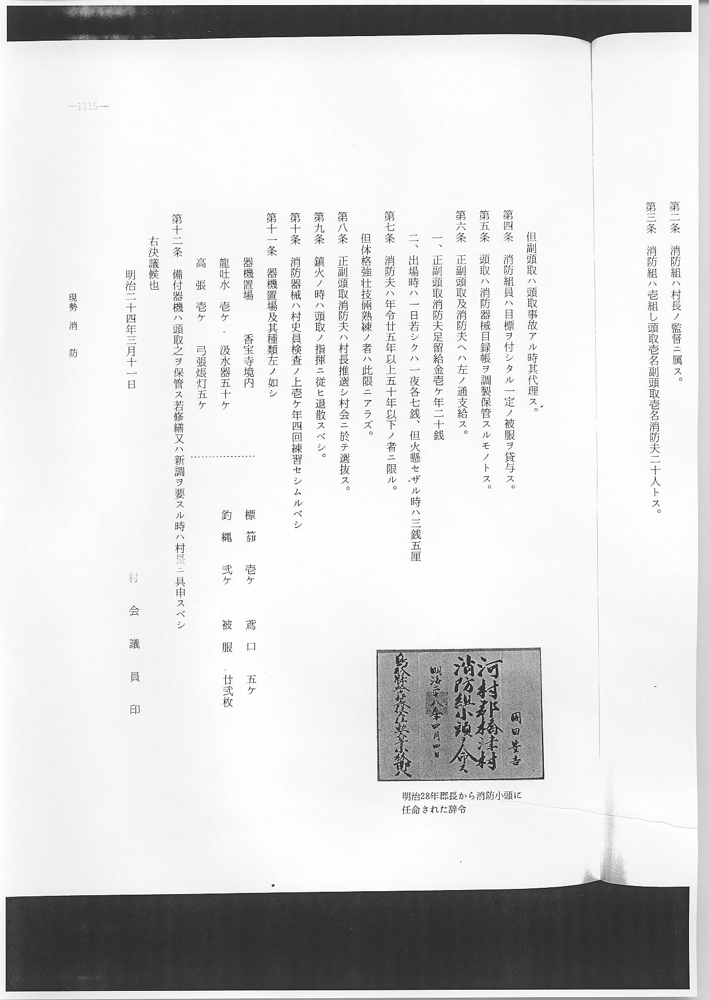 第二条　消防組ハ村長ノ監督ニ属ス。
第三条　消防組ハ壱組し頭取壱名副頭取壱名消防夫二十人トス。
但副頭取ハ頭取事故アル時其代理ス。
第四条　消防組員ハ目標ヲ付シタル一定ノ被服ヲ貸与ス。
第五条　頭取ハ消防器械目録帳ヲ調製保管スルモノトス。
第六条　正副頭取及消防夫ヘハ左ノ通支給ス。
一、正副頭取消防夫足留給金壱ケ年二十銭
二、出場時ハ一日若シクハ一夜各七銭、但火懸セザル時ハ三銭五厘
第七条　消防夫ハ年令廿五年以上五十年以下ノ者ニ限ル。
但体格強壮技倆熟練ノ者ハ此限ニアラズ。
第八条　正副頭取消防夫ハ村長推選シ村会ニ於テ選抜ス。
第九条　鎮火ノ時ハ頭取ノ指揮ニ従ヒ退散スベシ。
第十条　消防器械ハ村史員検査ノ上壱ケ年四回練習セシムルベシ
第十一条　器機置場及其種類左ノ如シ
器機置場　香宝寺境内　標旂　壱ケ　鳶口　五ケ
龍吐水　壱ケ　汲水器五十ケ　釣縄　弐ケ　被服　廿弐枚
高張　壱ケ　弓張灯五ケ
第十二条　備付器機ハ頭取之ヲ保管ス若修繕又ハ新調ヲ要スル時ハ村長ニ具申スベシ
右決議候也
明治二十四年三月十一日　村会議員印
國田豊吉
河村郡橋津村
消防組小頭ヲ命ス
明治二十八年四月四日
明治28年郡長から消防小頭に
任命された辞令
現勢　消防
—1115—